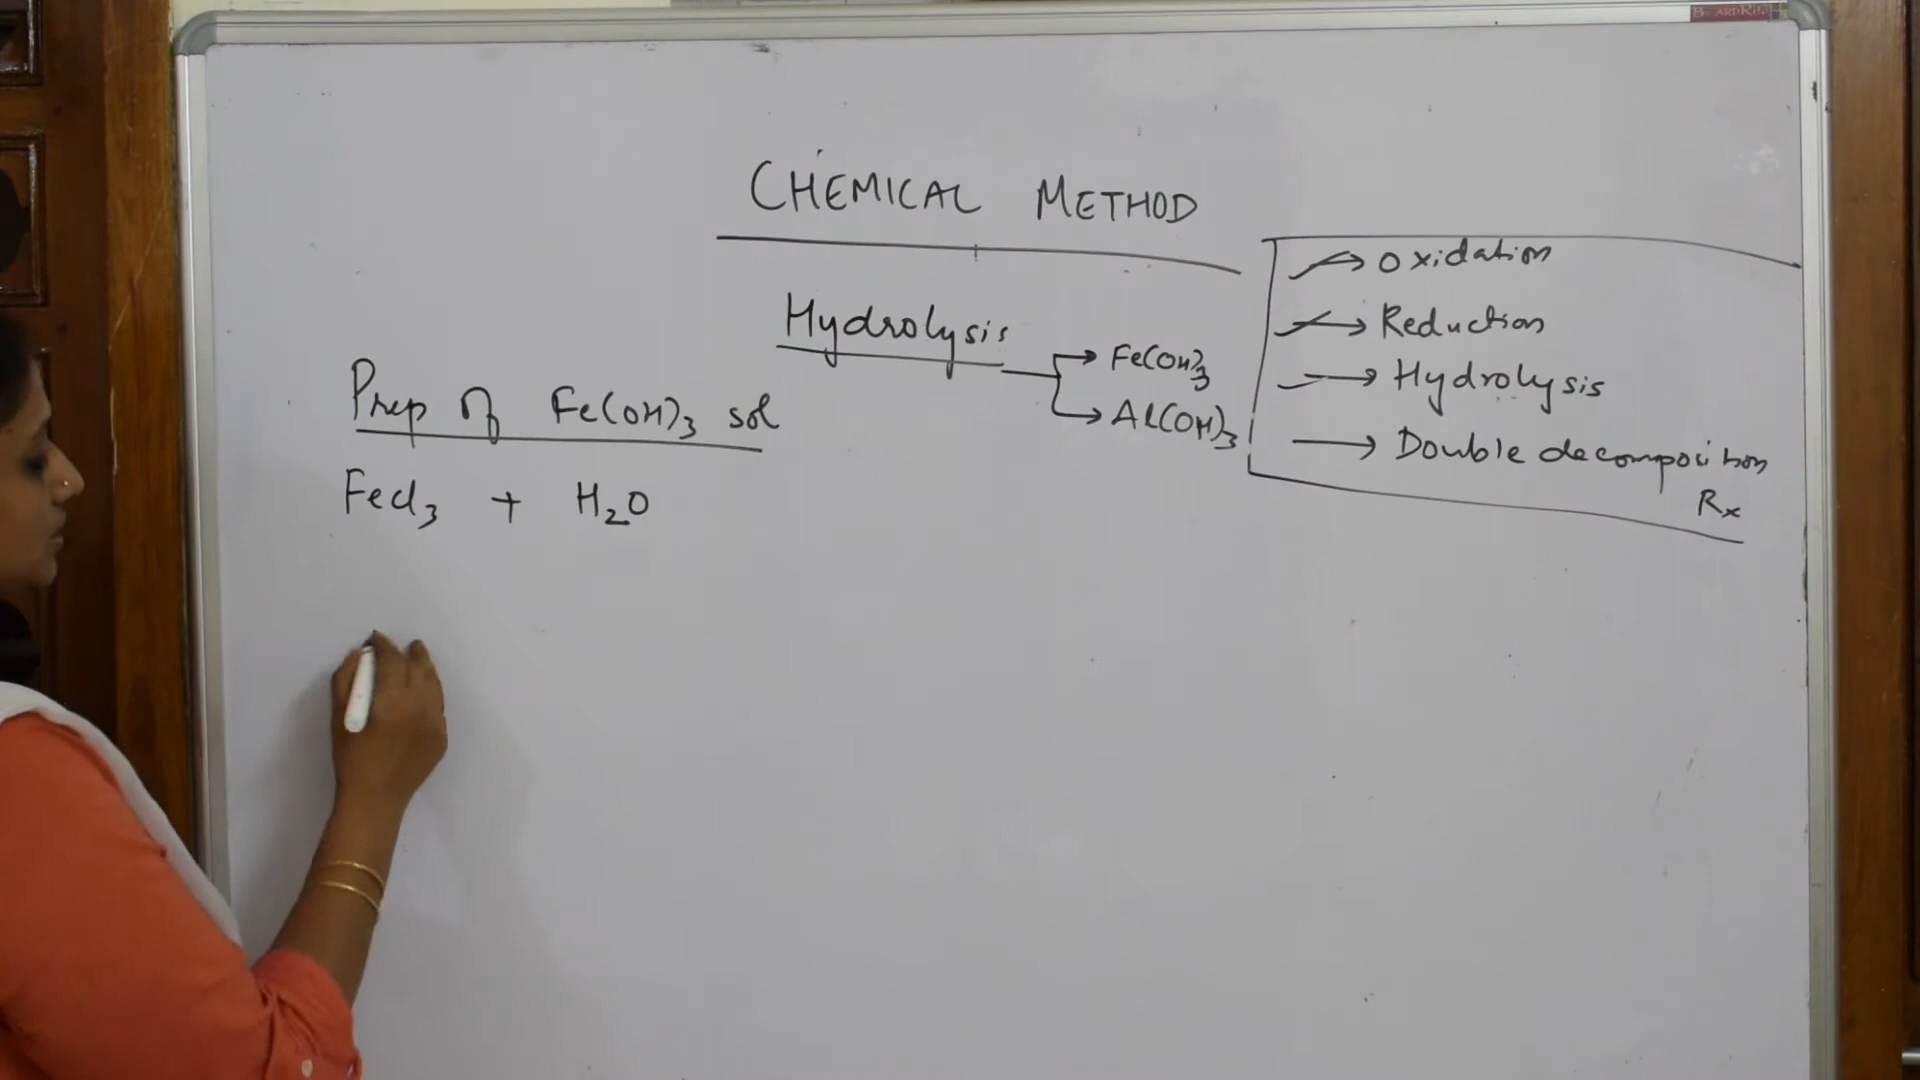 CHEMICAL METHOD
Hydrolysis
→ Fe(OH)3
→ Al(OH)3
→ Oxidation
→ Reduction
→ Hydrolysis
→ Double decomposition
Rx
Prep of Fe(OH)3 sol
FeCl3 + H2O